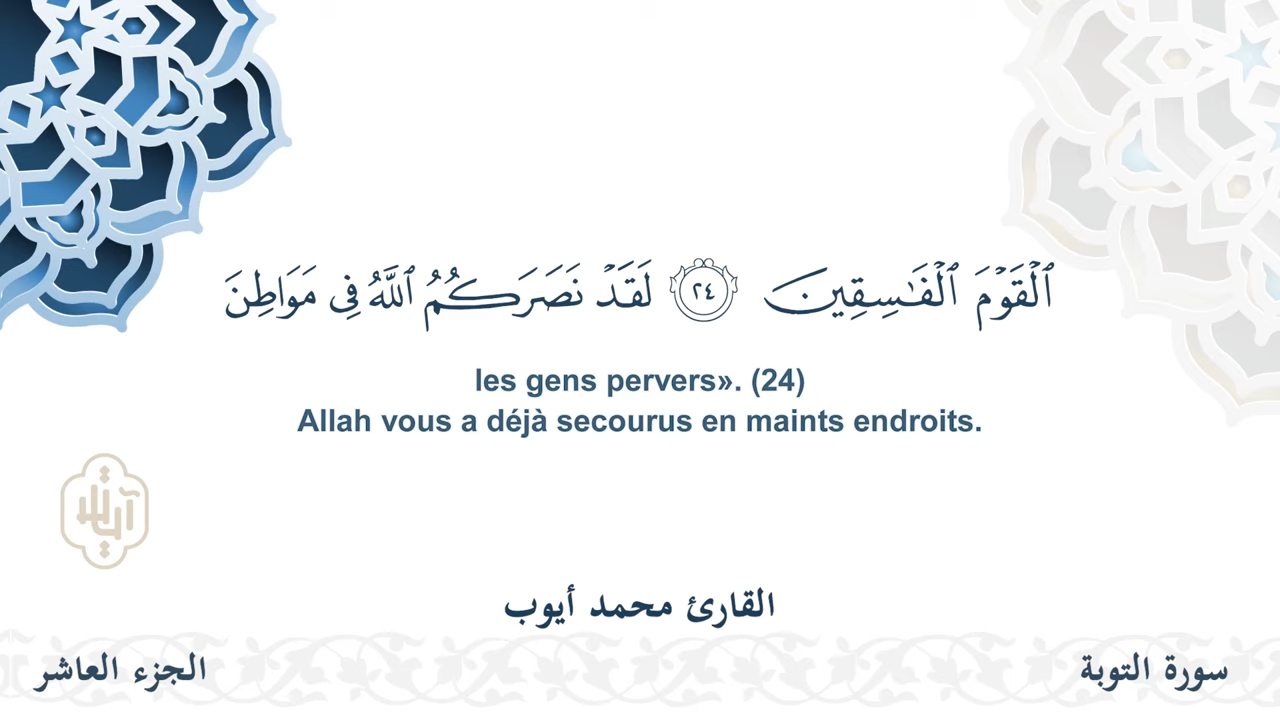 ٱلۡقَوۡمَ ٱلۡفَٰسِقِينَ ٢٤ لَقَدۡ نَصَرَكُمُ ٱللَّهُ فِي مَوَاطِنَ
les gens pervers». (24)
Allah vous a déjà secourus en maints endroits.
القارئ محمد أيوب
سورة التوبة
الجزء العاشر